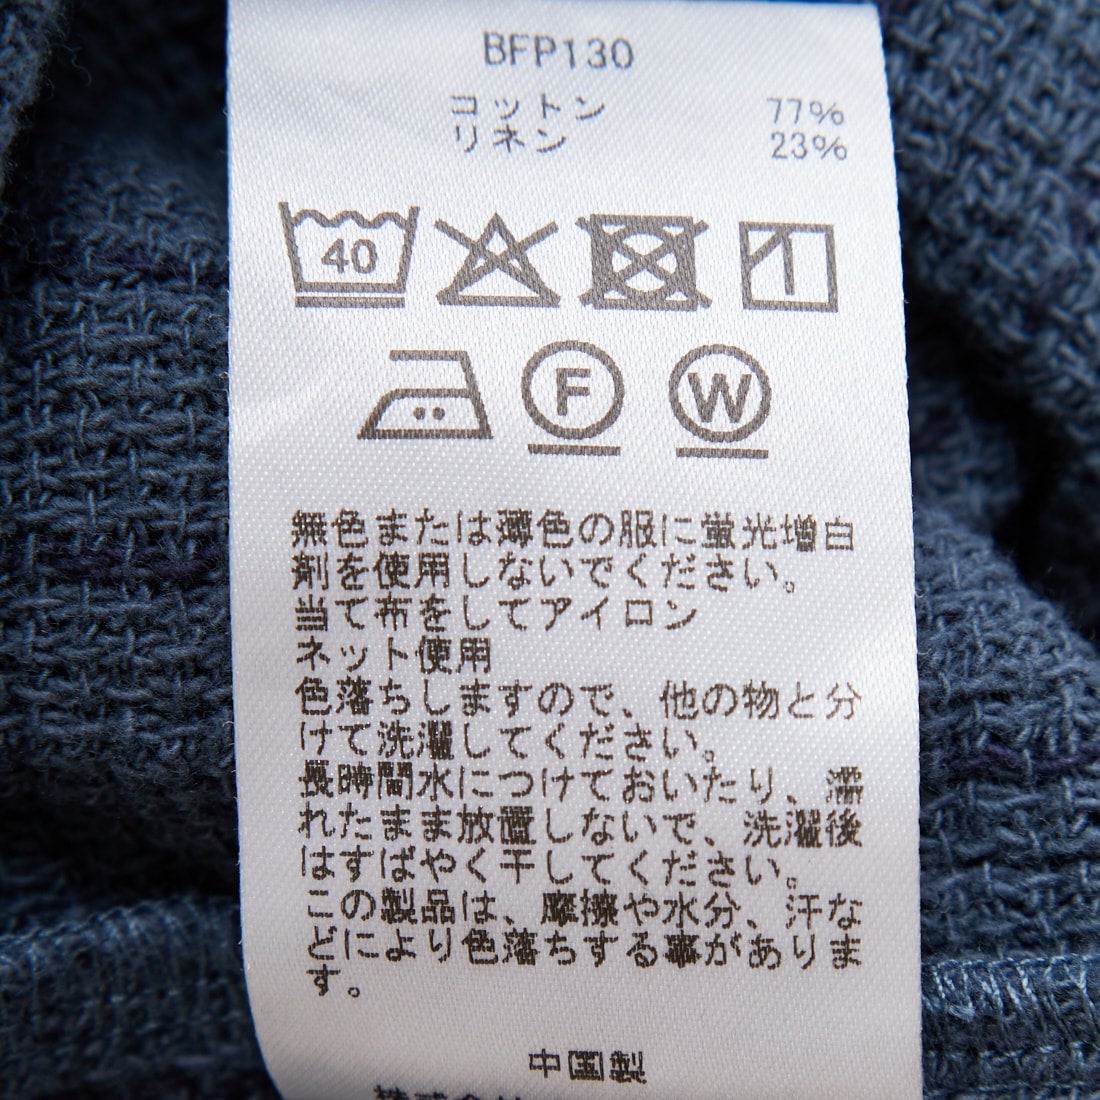 BFP130
コットン 77%
リネン 23%
40
F W
無色または薄色の服に蛍光増白
剤を使用しないでください。
当て布をしてアイロン
ネット使用
色落ちしますので、他の物と分
けて洗濯してください。
長時間水につけておいたり、濡
れたまま放置しないで、洗濯後
はすばやく干してください。
この製品は、摩擦や水分、汗な
どにより色落ちする事がありま
す。
中国製